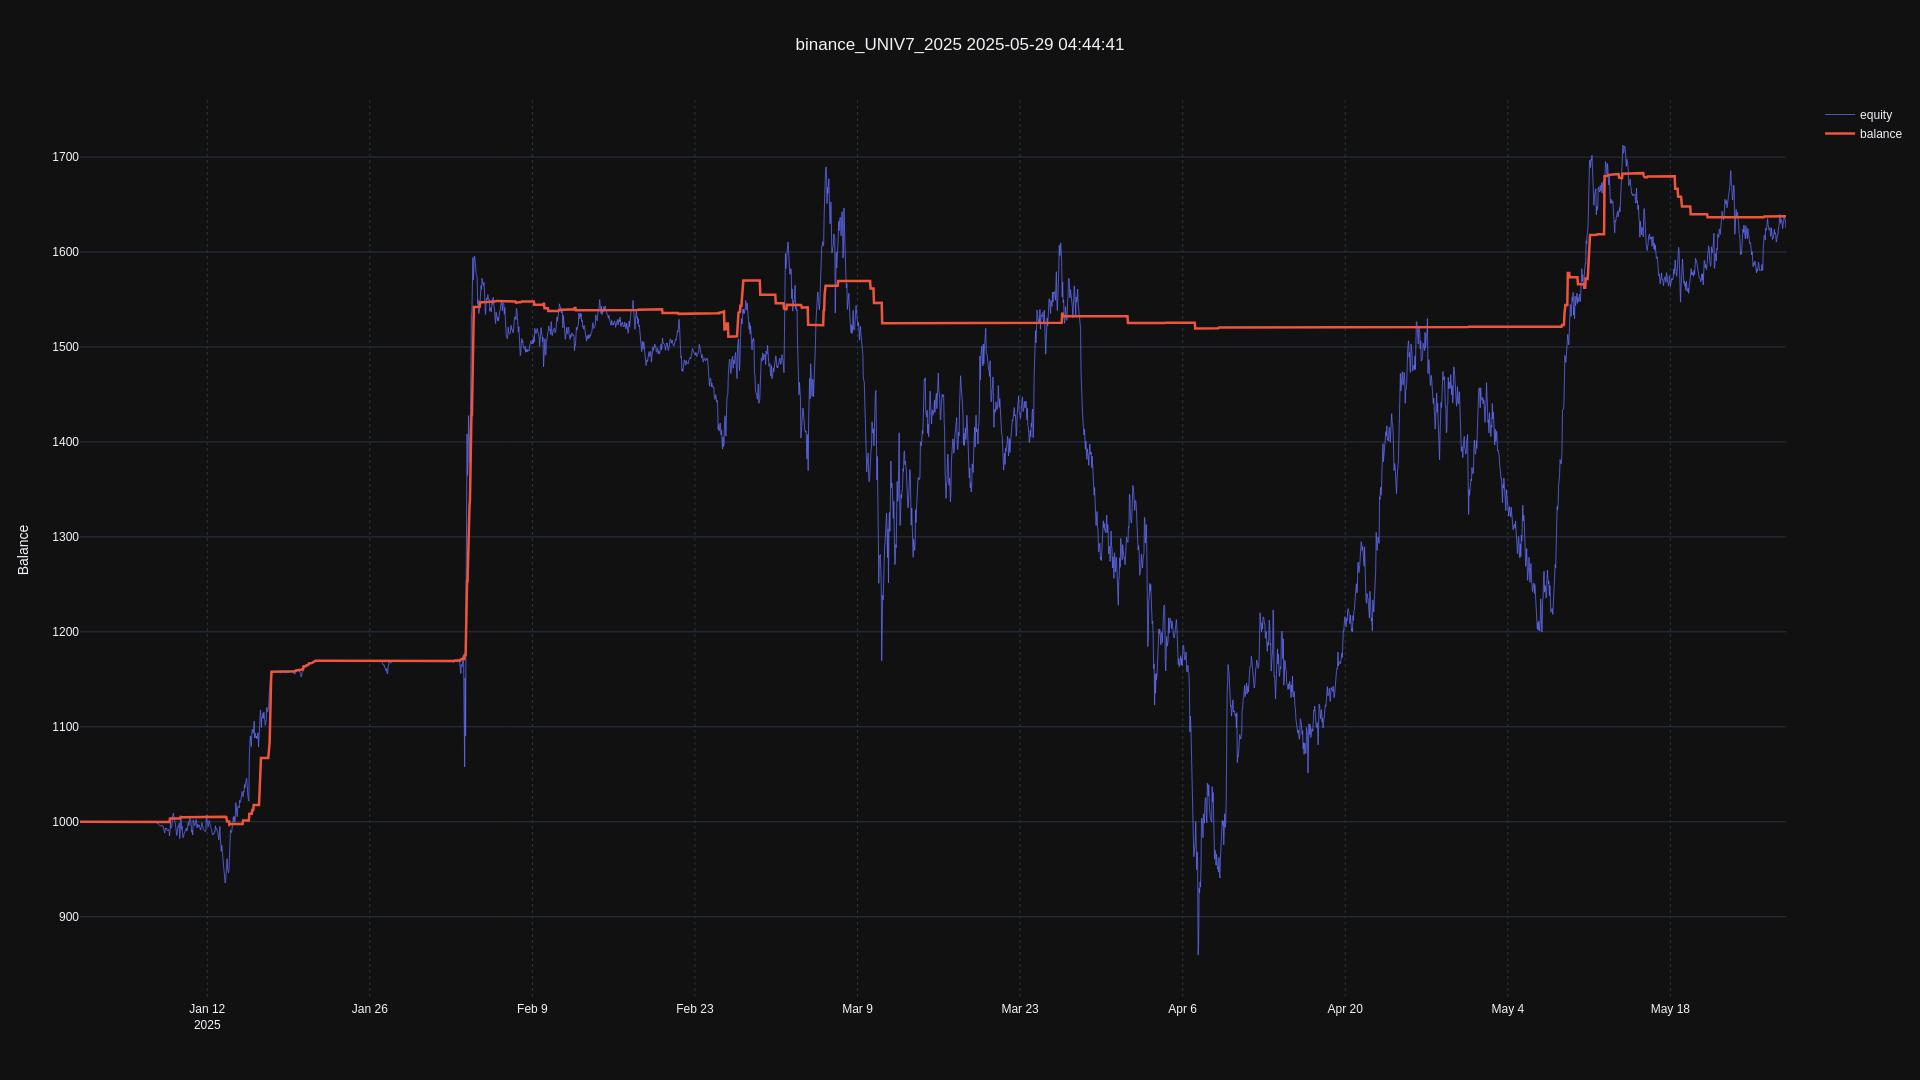 binance_UNIV7_2025 2025-05-29 04:44:41
equity
balance
Balance
1700
1600
1500
1400
1300
1200
1100
1000
900
Jan 12
2025
Jan 26
Feb 9
Feb 23
Mar 9
Mar 23
Apr 6
Apr 20
May 4
May 18